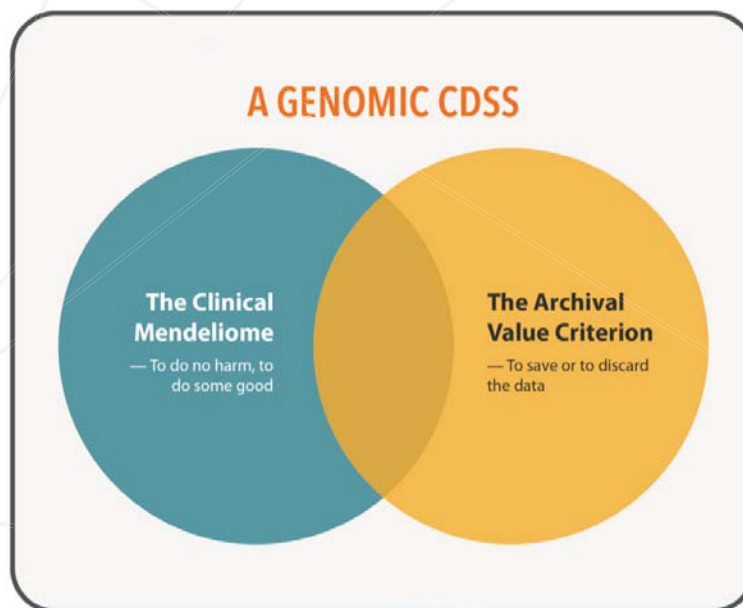 A GENOMIC CDSS
The Clinical
Mendeliome
— To do no harm, to
do some good
The Archival
Value Criterion
— To save or to discard
the data